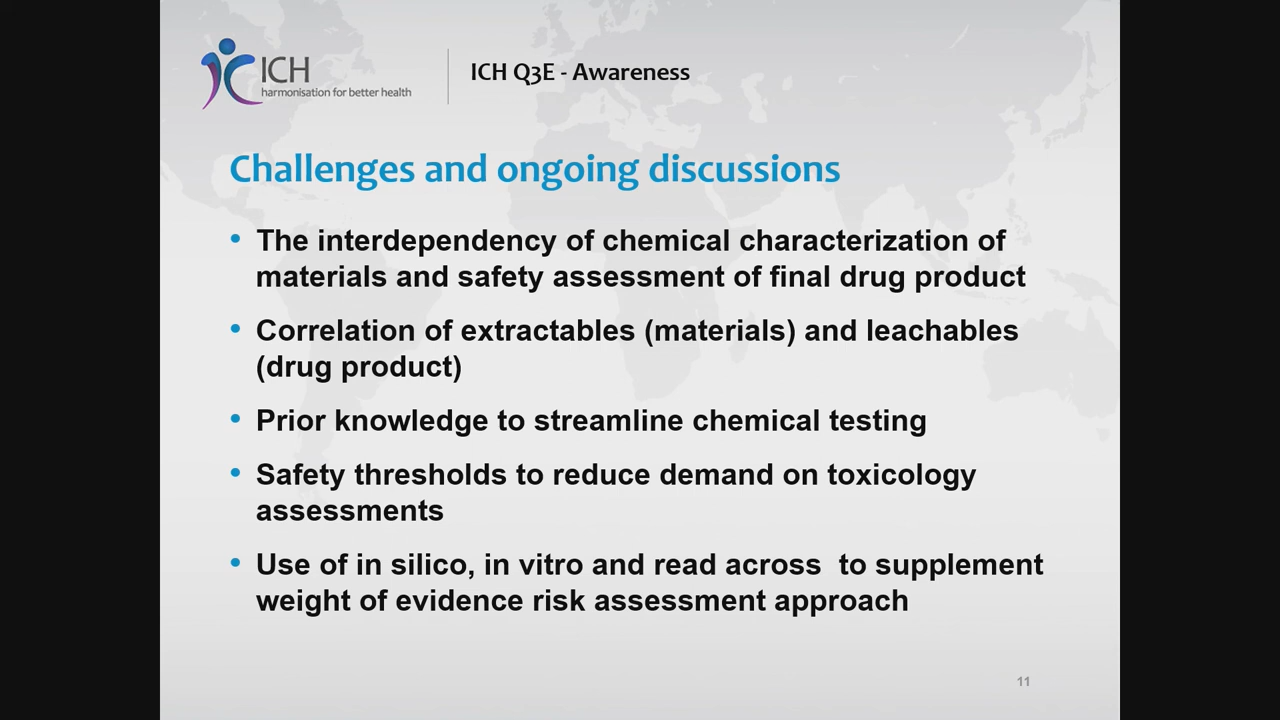 ICH
harmonisation for better health
ICH Q3E - Awareness
Challenges and ongoing discussions
• The interdependency of chemical characterization of
materials and safety assessment of final drug product
• Correlation of extractables (materials) and leachables
(drug product)
• Prior knowledge to streamline chemical testing
• Safety thresholds to reduce demand on toxicology
assessments
• Use of in silico, in vitro and read across  to supplement
weight of evidence risk assessment approach
11